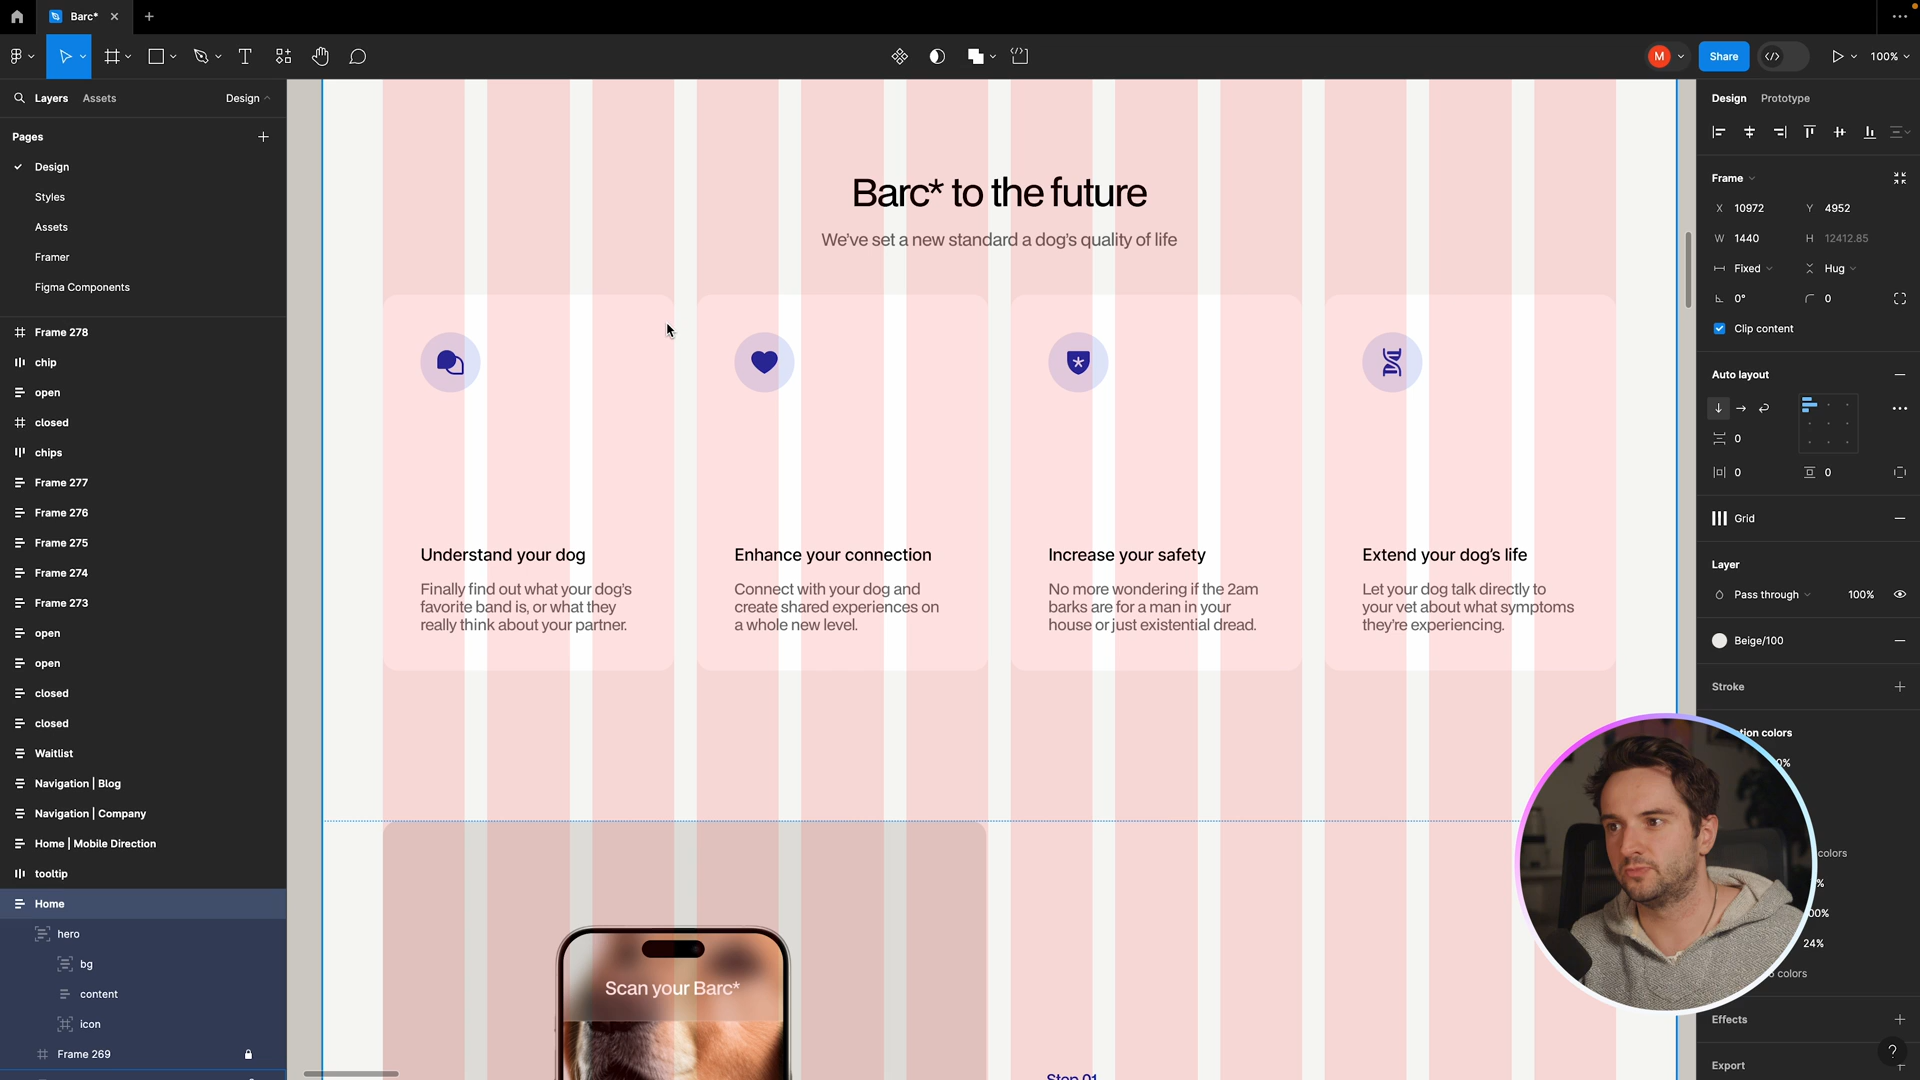 Barc*
Share
100%
Layers
Assets
Design
Pages
Design
Styles
Assets
Framer
Figma Components
Frame 278
chip
open
closed
chips
Frame 277
Frame 276
Frame 275
Frame 274
Frame 273
open
open
closed
closed
Waitlist
Navigation | Blog
Navigation | Company
Home | Mobile Direction
tooltip
Home
hero
bg
content
icon
Frame 269
Barc* to the future
We've set a new standard a dog's quality of life
Understand your dog
Finally find out what your dog's
favorite band is, or what they
really think about your partner.
Enhance your connection
Connect with your dog and
create shared experiences on
a whole new level.
Increase your safety
No more wondering if the 2am
barks are for a man in your
house or just existential dread.
Extend your dog's life
Let your dog talk directly to
your vet about what symptoms
they're experiencing.
Scan your Barc*
Step 01
M
Design
Prototype
Frame
X 10972
Y 4952
W 1440
H 12412.85
Fixed
Hug
0°
0
Clip content
Auto layout
0
0
0
Grid
Layer
Pass through
100%
Beige/100
Stroke
tion colors
0%
colors
%
00%
24%
colors
Effects
Export
?